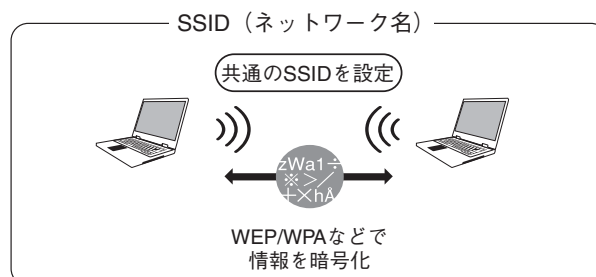 SSID（ネットワーク名）
共通のSSIDを設定
zWa1÷
※＞／
＋×hÅ
WEP/WPAなどで
情報を暗号化